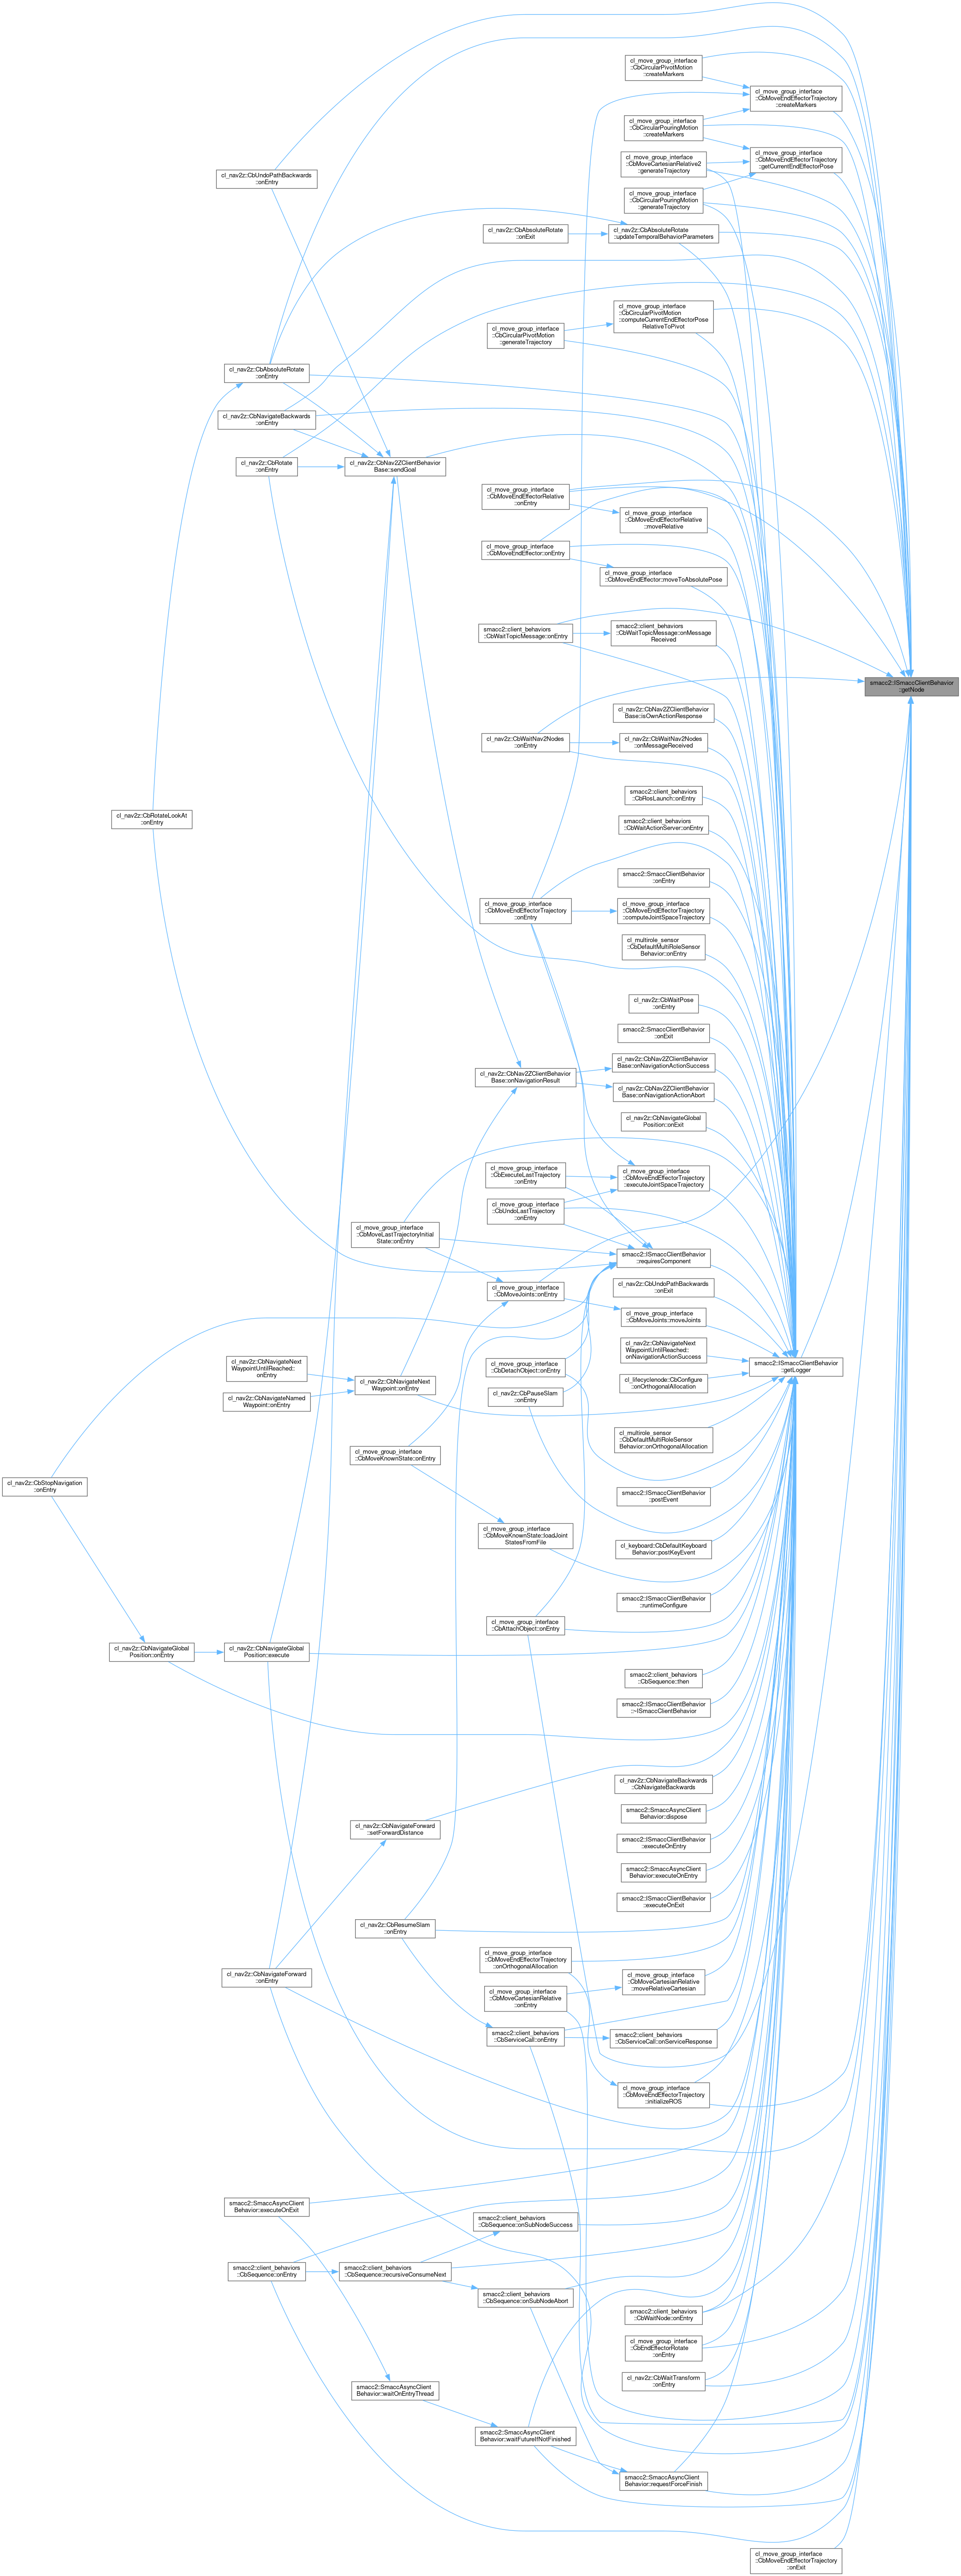 cl_move_group_interface
::CbCircularPivotMotion
::createMarkers
cl_move_group_interface
::CbMoveEndEffectorTrajectory
::createMarkers
cl_move_group_interface
::CbCircularPouringMotion
::createMarkers
cl_move_group_interface
::CbMoveEndEffectorTrajectory
::getCurrentEndEffectorPose
cl_move_group_interface
::CbMoveCartesianRelative2
::generateTrajectory
cl_nav2z::CbUndoPathBackwards
::onEntry
cl_move_group_interface
::CbCircularPouringMotion
::generateTrajectory
cl_nav2z::CbAbsoluteRotate
::onExit
cl_nav2z::CbAbsoluteRotate
::updateTemporalBehaviorParameters
cl_move_group_interface
::CbCircularPivotMotion
::computeCurrentEndEffectorPose
RelativeToPivot
cl_move_group_interface
::CbCircularPivotMotion
::generateTrajectory
cl_nav2z::CbAbsoluteRotate
::onEntry
cl_nav2z::CbNavigateBackwards
::onEntry
cl_nav2z::CbRotate
::onEntry
cl_nav2z::CbNav2ZClientBehavior
Base::sendGoal
cl_move_group_interface
::CbMoveEndEffectorRelative
::onEntry
cl_move_group_interface
::CbMoveEndEffectorRelative
::moveRelative
cl_move_group_interface
::CbMoveEndEffector::onEntry
cl_move_group_interface
::CbMoveEndEffector::moveToAbsolutePose
smacc2::client_behaviors
::CbWaitTopicMessage::onEntry
smacc2::client_behaviors
::CbWaitTopicMessage::onMessage
Received
smacc2::ISmaccClientBehavior
::getNode
cl_nav2z::CbNav2ZClientBehavior
Base::isOwnActionResponse
cl_nav2z::CbWaitNav2Nodes
::onEntry
cl_nav2z::CbWaitNav2Nodes
::onMessageReceived
smacc2::client_behaviors
::CbRosLaunch::onEntry
cl_nav2z::CbRotateLookAt
::onEntry
smacc2::client_behaviors
::CbWaitActionServer::onEntry
smacc2::SmaccClientBehavior
::onEntry
cl_move_group_interface
::CbMoveEndEffectorTrajectory
::onEntry
cl_move_group_interface
::CbMoveEndEffectorTrajectory
::computeJointSpaceTrajectory
cl_multirole_sensor
::CbDefaultMultiRoleSensor
Behavior::onEntry
cl_nav2z::CbWaitPose
::onEntry
smacc2::SmaccClientBehavior
::onExit
cl_nav2z::CbNav2ZClientBehavior
Base::onNavigationResult
cl_nav2z::CbNav2ZClientBehavior
Base::onNavigationActionSuccess
cl_nav2z::CbNav2ZClientBehavior
Base::onNavigationActionAbort
cl_nav2z::CbNavigateGlobal
Position::onExit
cl_move_group_interface
::CbExecuteLastTrajectory
::onEntry
cl_move_group_interface
::CbMoveEndEffectorTrajectory
::executeJointSpaceTrajectory
cl_move_group_interface
::CbUndoLastTrajectory
::onEntry
cl_move_group_interface
::CbMoveLastTrajectoryInitial
State::onEntry
smacc2::ISmaccClientBehavior
::requiresComponent
cl_move_group_interface
::CbMoveJoints::onEntry
cl_nav2z::CbUndoPathBackwards
::onExit
cl_move_group_interface
::CbMoveJoints::moveJoints
cl_nav2z::CbNavigateNext
WaypointUntilReached::
onNavigationActionSuccess
smacc2::ISmaccClientBehavior
::getLogger
cl_nav2z::CbNavigateNext
WaypointUntilReached::
onEntry
cl_nav2z::CbNavigateNamed
Waypoint::onEntry
cl_nav2z::CbNavigateNext
Waypoint::onEntry
cl_move_group_interface
::CbDetachObject::onEntry
cl_nav2z::CbPauseSlam
::onEntry
cl_lifecyclenode::CbConfigure
::onOrthogonalAllocation
cl_multirole_sensor
::CbDefaultMultiRoleSensor
Behavior::onOrthogonalAllocation
cl_move_group_interface
::CbMoveKnownState::onEntry
cl_nav2z::CbStopNavigation
::onEntry
smacc2::ISmaccClientBehavior
::postEvent
cl_move_group_interface
::CbMoveKnownState::loadJoint
StatesFromFile
cl_keyboard::CbDefaultKeyboard
Behavior::postKeyEvent
smacc2::ISmaccClientBehavior
::runtimeConfigure
cl_move_group_interface
::CbAttachObject::onEntry
cl_nav2z::CbNavigateGlobal
Position::onEntry
cl_nav2z::CbNavigateGlobal
Position::execute
smacc2::client_behaviors
::CbSequence::then
smacc2::ISmaccClientBehavior
::~ISmaccClientBehavior
cl_nav2z::CbNavigateBackwards
::CbNavigateBackwards
smacc2::SmaccAsyncClient
Behavior::dispose
cl_nav2z::CbNavigateForward
::setForwardDistance
smacc2::ISmaccClientBehavior
::executeOnEntry
smacc2::SmaccAsyncClient
Behavior::executeOnEntry
smacc2::ISmaccClientBehavior
::executeOnExit
cl_nav2z::CbResumeSlam
::onEntry
cl_move_group_interface
::CbMoveEndEffectorTrajectory
::onOrthogonalAllocation
cl_nav2z::CbNavigateForward
::onEntry
cl_move_group_interface
::CbMoveCartesianRelative
::moveRelativeCartesian
cl_move_group_interface
::CbMoveCartesianRelative
::onEntry
smacc2::client_behaviors
::CbServiceCall::onEntry
smacc2::client_behaviors
::CbServiceCall::onServiceResponse
cl_move_group_interface
::CbMoveEndEffectorTrajectory
::initializeROS
smacc2::SmaccAsyncClient
Behavior::executeOnExit
smacc2::client_behaviors
::CbSequence::onSubNodeSuccess
smacc2::client_behaviors
::CbSequence::onEntry
smacc2::client_behaviors
::CbSequence::recursiveConsumeNext
smacc2::client_behaviors
::CbSequence::onSubNodeAbort
smacc2::client_behaviors
::CbWaitNode::onEntry
cl_move_group_interface
::CbEndEffectorRotate
::onEntry
cl_nav2z::CbWaitTransform
::onEntry
smacc2::SmaccAsyncClient
Behavior::waitOnEntryThread
smacc2::SmaccAsyncClient
Behavior::waitFutureIfNotFinished
smacc2::SmaccAsyncClient
Behavior::requestForceFinish
cl_move_group_interface
::CbMoveEndEffectorTrajectory
::onExit